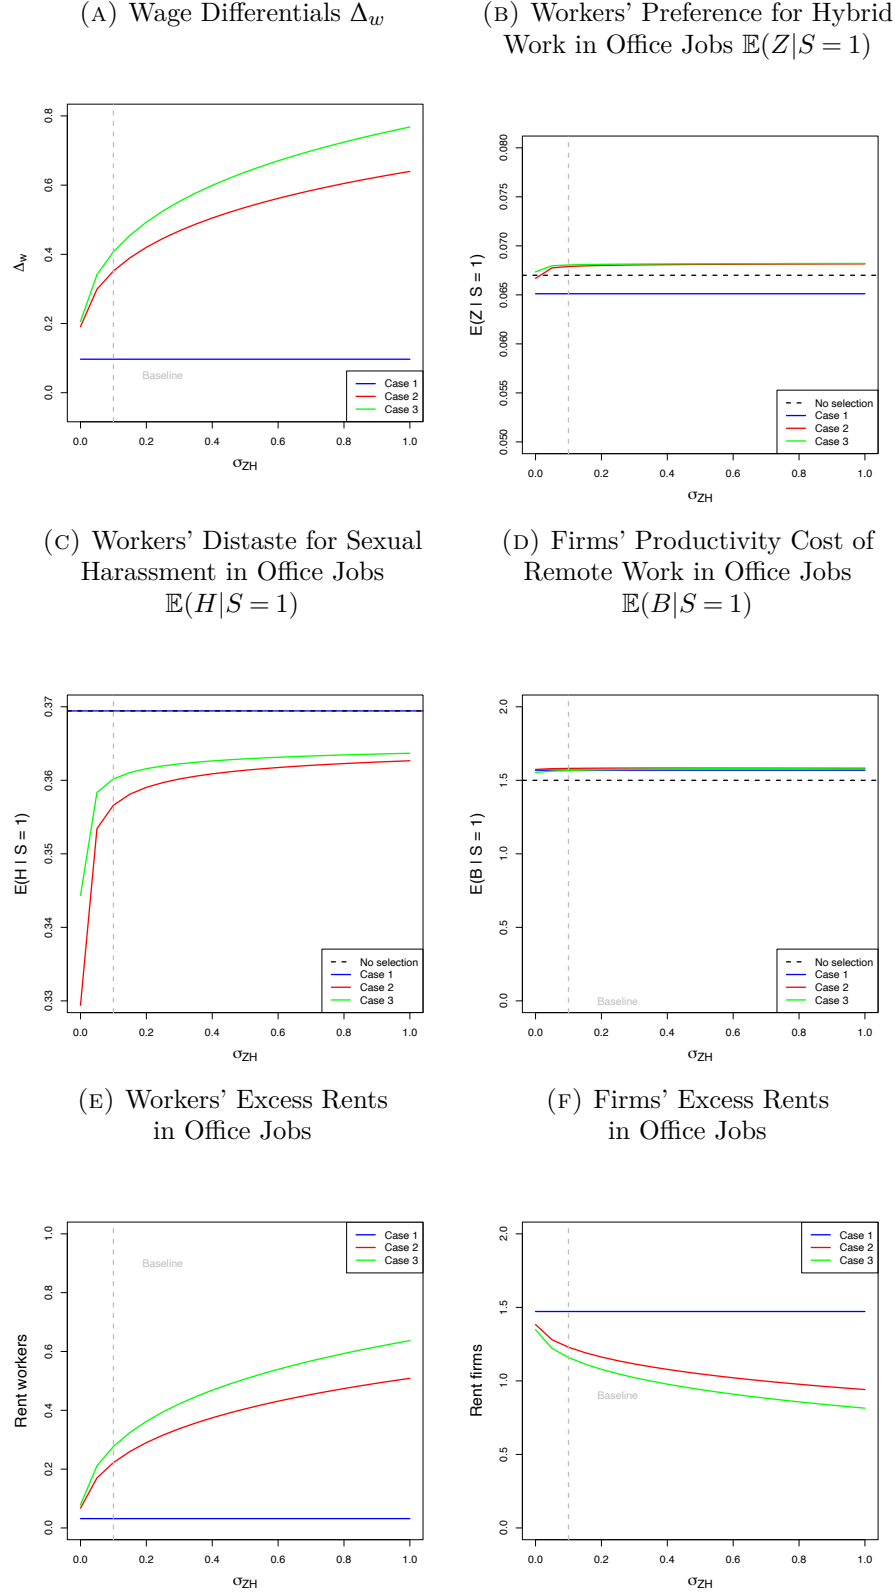 (A) Wage Differentials Δw
0.8
0.6
0.4
0.2
0.0
Δw
Baseline
Case 1
Case 2
Case 3
0.0 0.2 0.4 0.6 0.8 1.0
σZH
(B) Workers' Preference for Hybrid
Work in Office Jobs 𝔼(Z|S = 1)
0.080
0.075
0.070
0.065
0.060
0.055
0.050
E(Z | S = 1)
No selection
Case 1
Case 2
Case 3
0.0 0.2 0.4 0.6 0.8 1.0
σZH
(C) Workers' Distaste for Sexual
Harassment in Office Jobs
𝔼(H|S = 1)
0.37
0.36
0.35
0.34
0.33
E(H | S = 1)
No selection
Case 1
Case 2
Case 3
0.0 0.2 0.4 0.6 0.8 1.0
σZH
(D) Firms' Productivity Cost of
Remote Work in Office Jobs
𝔼(B|S = 1)
2.0
1.5
1.0
0.5
0.0
E(B | S = 1)
Baseline
No selection
Case 1
Case 2
Case 3
0.0 0.2 0.4 0.6 0.8 1.0
σZH
(E) Workers' Excess Rents
in Office Jobs
1.0
0.8
0.6
0.4
0.2
0.0
Rent workers
Baseline
Case 1
Case 2
Case 3
0.0 0.2 0.4 0.6 0.8 1.0
σZH
(F) Firms' Excess Rents
in Office Jobs
2.0
1.5
1.0
0.5
0.0
Rent firms
Baseline
Case 1
Case 2
Case 3
0.0 0.2 0.4 0.6 0.8 1.0
σZH